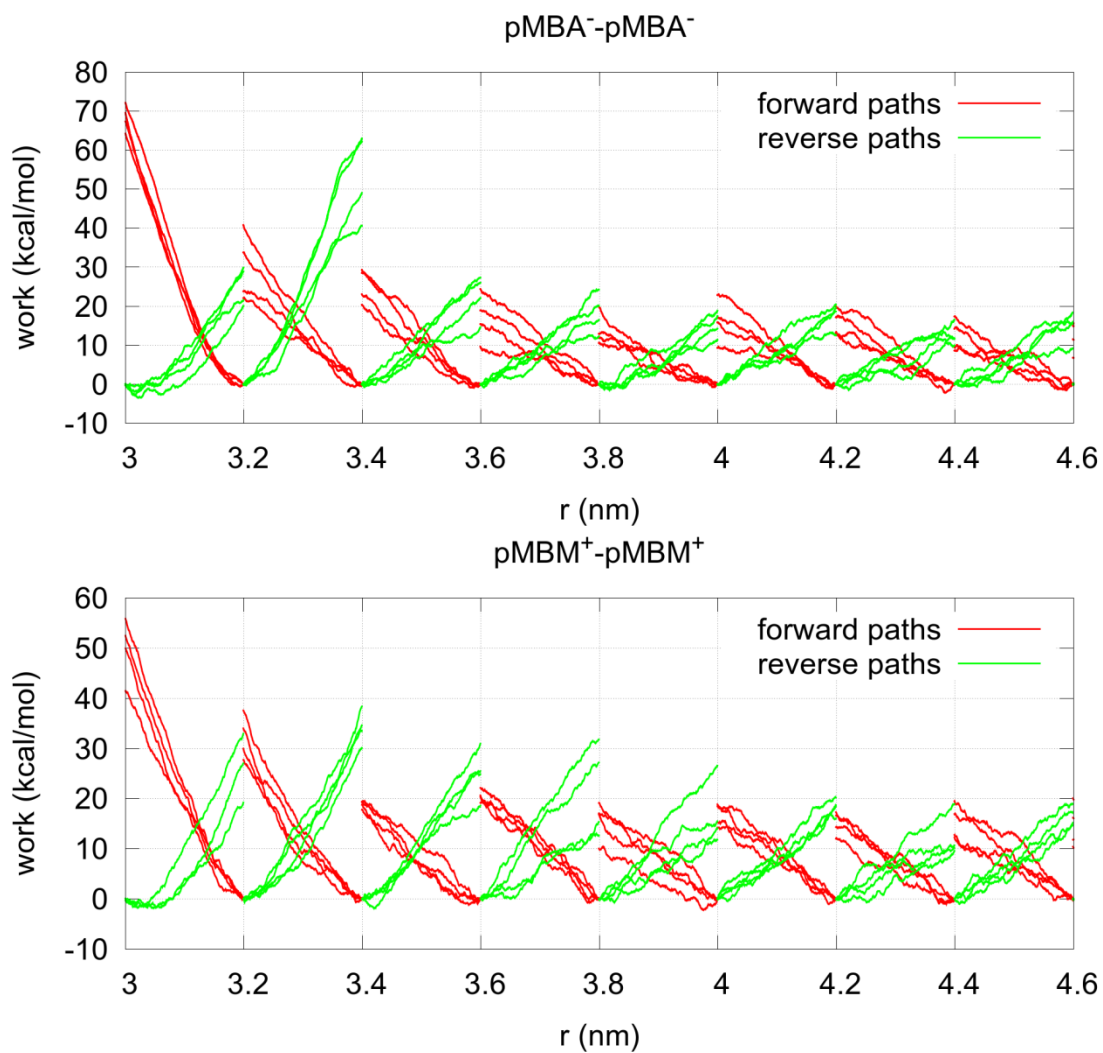 pMBA⁻-pMBA⁻
80
70
60
50
40
30
20
10
0
-10
work (kcal/mol)
forward paths
reverse paths
3 3.2 3.4 3.6 3.8 4 4.2 4.4 4.6
r (nm)
pMBM⁺-pMBM⁺
60
50
40
30
20
10
0
-10
work (kcal/mol)
forward paths
reverse paths
3 3.2 3.4 3.6 3.8 4 4.2 4.4 4.6
r (nm)